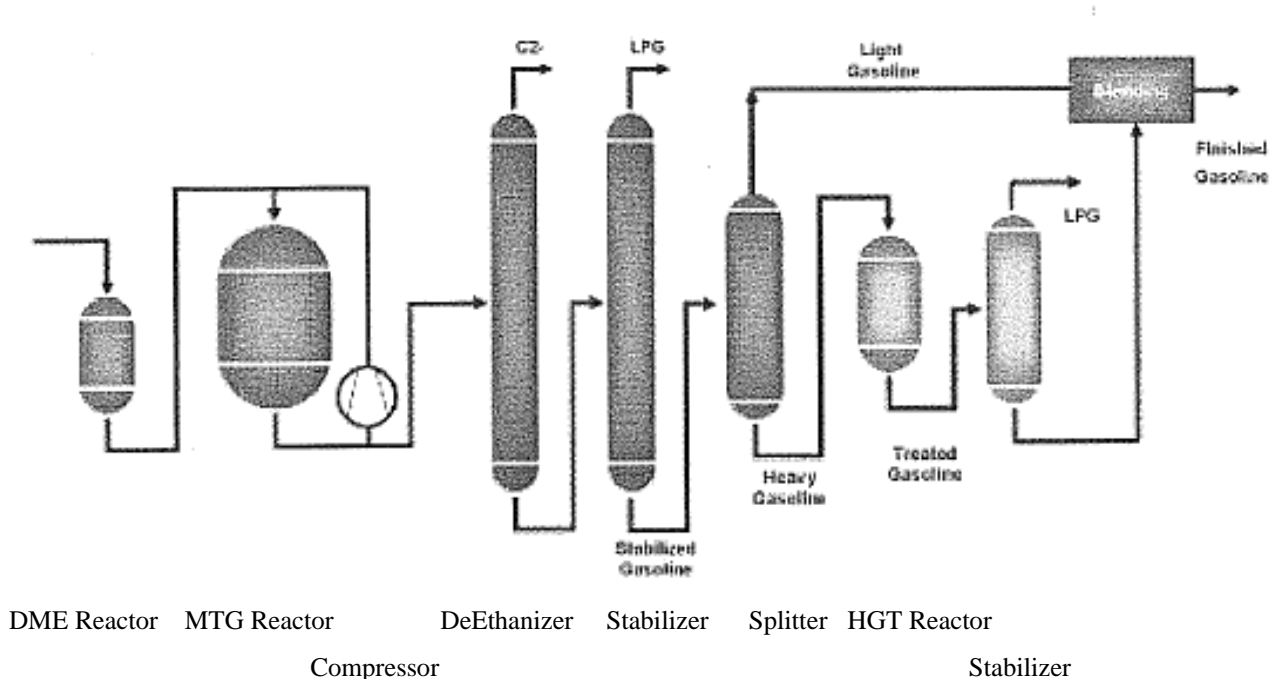 C2-
LPG
Light
Gasoline
Blending
Finished
Gasoline
LPG
Heavy
Gasoline
Treated
Gasoline
Stabilized
Gasoline
DME Reactor MTG Reactor DeEthanizer Stabilizer Splitter HGT Reactor
Compressor Stabilizer